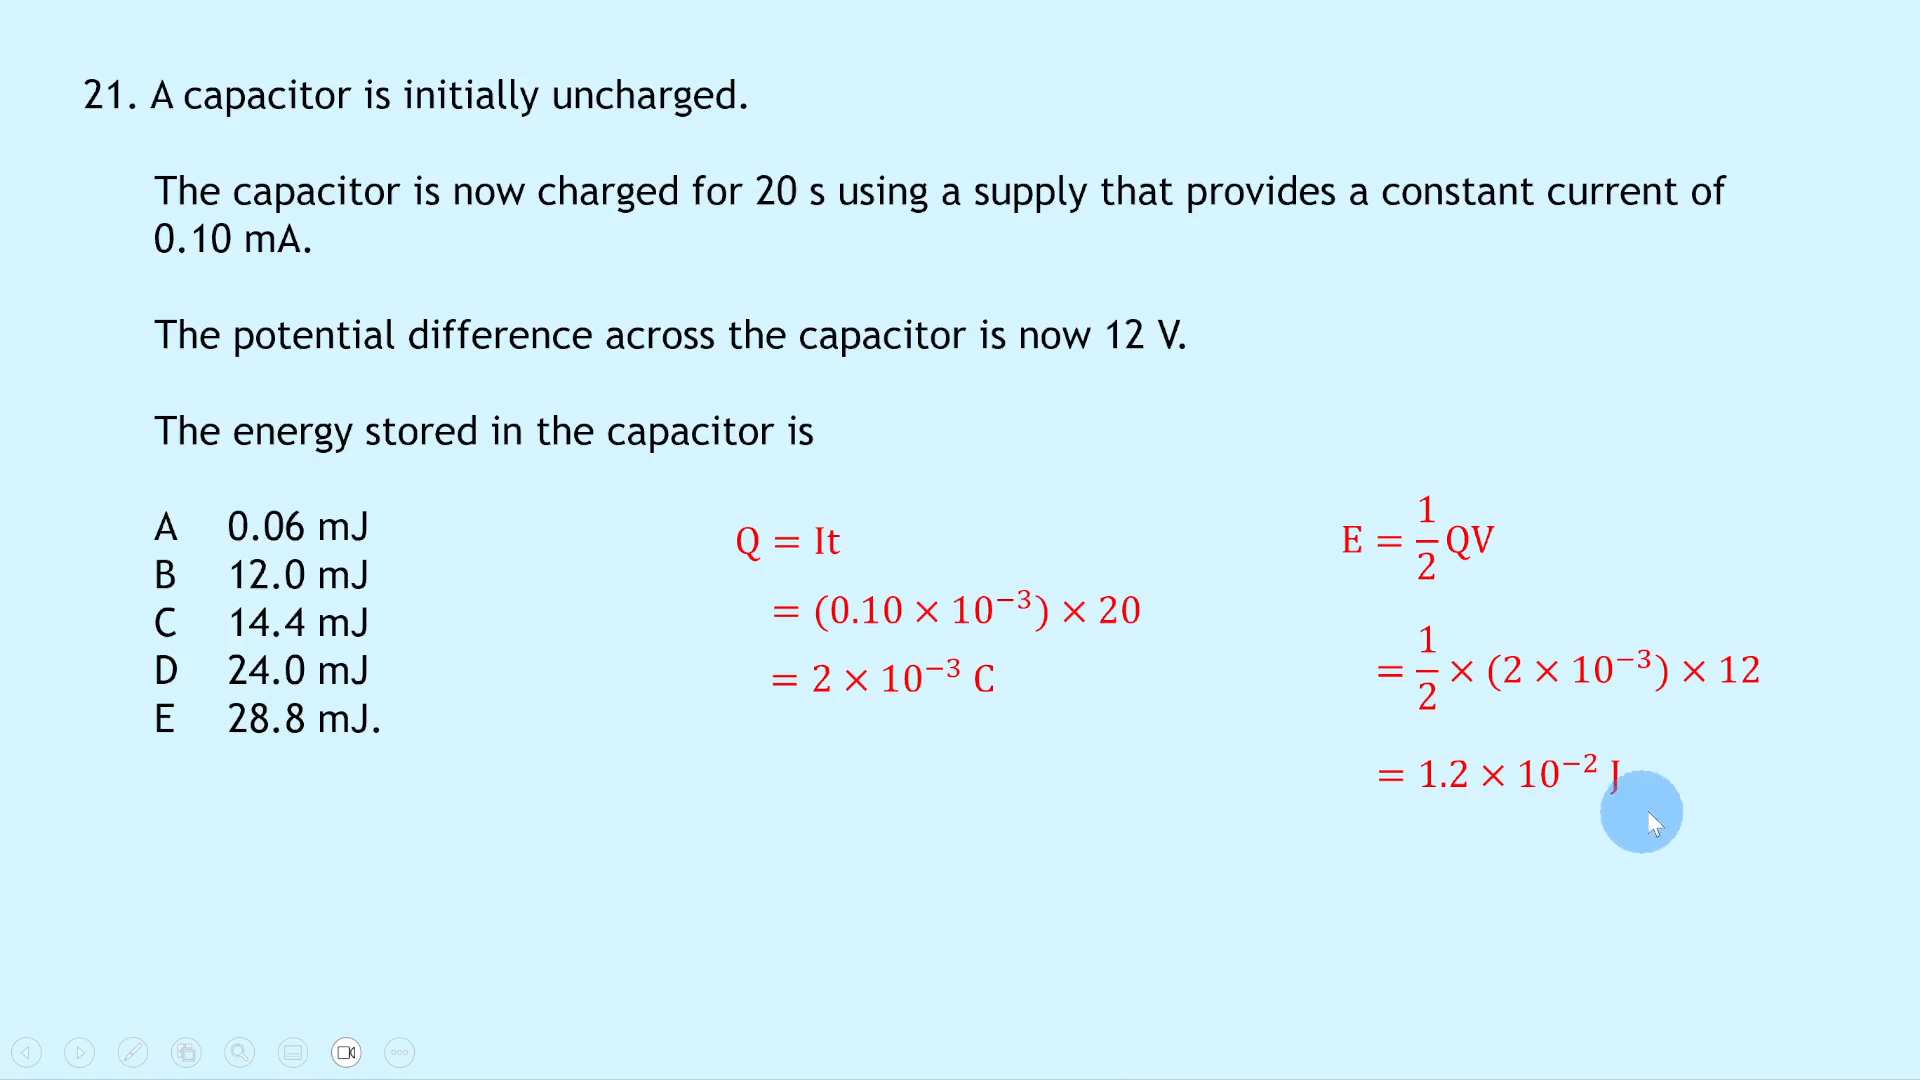 21. A capacitor is initially uncharged.
The capacitor is now charged for 20 s using a supply that provides a constant current of
0.10 mA.
The potential difference across the capacitor is now 12 V.
The energy stored in the capacitor is
A 0.06 mJ
B 12.0 mJ
C 14.4 mJ
D 24.0 mJ
E 28.8 mJ.
Q = It
= (0.10 × 10⁻³) × 20
= 2 × 10⁻³ C
E = 1/2 QV
= 1/2 × (2 × 10⁻³) × 12
= 1.2 × 10⁻² J